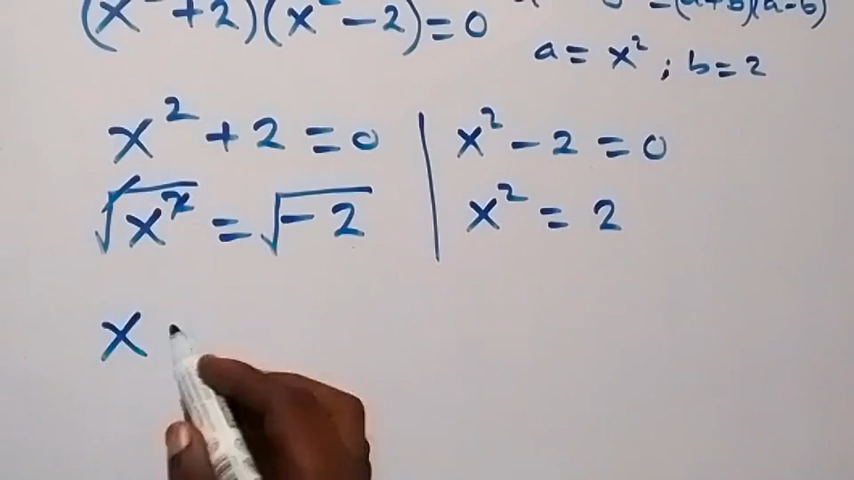 (x² + 2)(x² - 2) = 0
= (a+b)(a-b)
a = x² ; b = 2
x² + 2 = 0
√x² = √-2
x
x² - 2 = 0
x² = 2